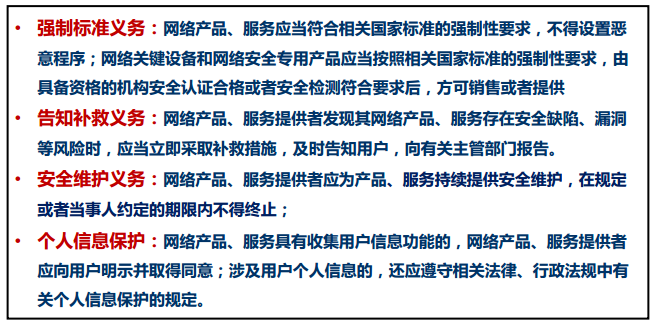 • 强制标准义务：网络产品、服务应当符合相关国家标准的强制性要求，不得设置恶
意程序；网络关键设备和网络安全专用产品应当按照相关国家标准的强制性要求，由
具备资格的机构安全认证合格或者安全检测符合要求后，方可销售或者提供
• 告知补救义务：网络产品、服务提供者发现其网络产品、服务存在安全缺陷、漏洞
等风险时，应当立即采取补救措施，及时告知用户，向有关主管部门报告。
• 安全维护义务：网络产品、服务提供者应为产品、服务持续提供安全维护，在规定
或者当事人约定的期限内不得终止；
• 个人信息保护：网络产品、服务具有收集用户信息功能的，网络产品、服务提供者
应向用户明示并取得同意；涉及用户个人信息的，还应遵守相关法律、行政法规中有
关个人信息保护的规定。